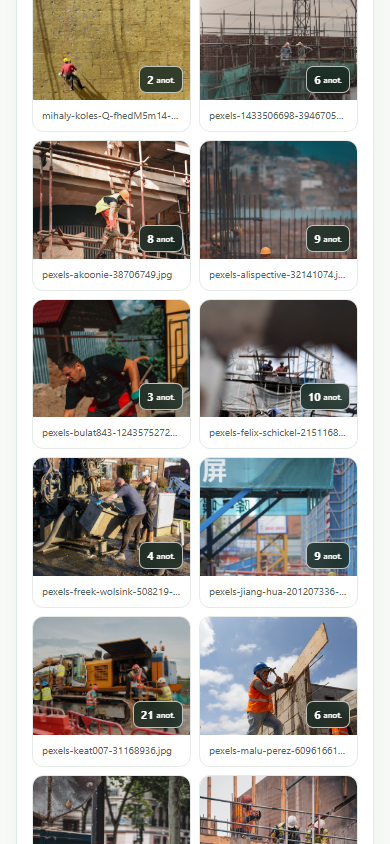 2 anot.
6 anot.
mihaly-koles-Q-fhedM5m14-...
pexels-1433506698-3946705...
8 anot.
9 anot.
pexels-akoonie-38706749.jpg
pexels-alispective-32141074.j...
3 anot.
10 anot.
pexels-bulat843-1243575272...
pexels-felix-schickel-2151168...
屏
4 anot.
9 anot.
pexels-freek-wolsink-508219-...
pexels-jiang-hua-201207336-...
21 anot.
6 anot.
pexels-keat007-31168936.jpg
pexels-malu-perez-60961661...